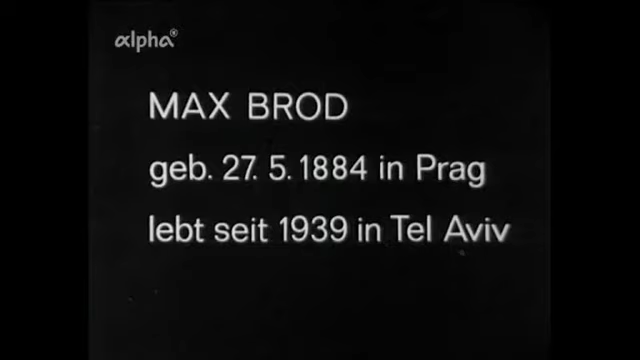 alpha
MAX BROD
geb. 27. 5. 1884 in Prag
lebt seit 1939 in Tel Aviv